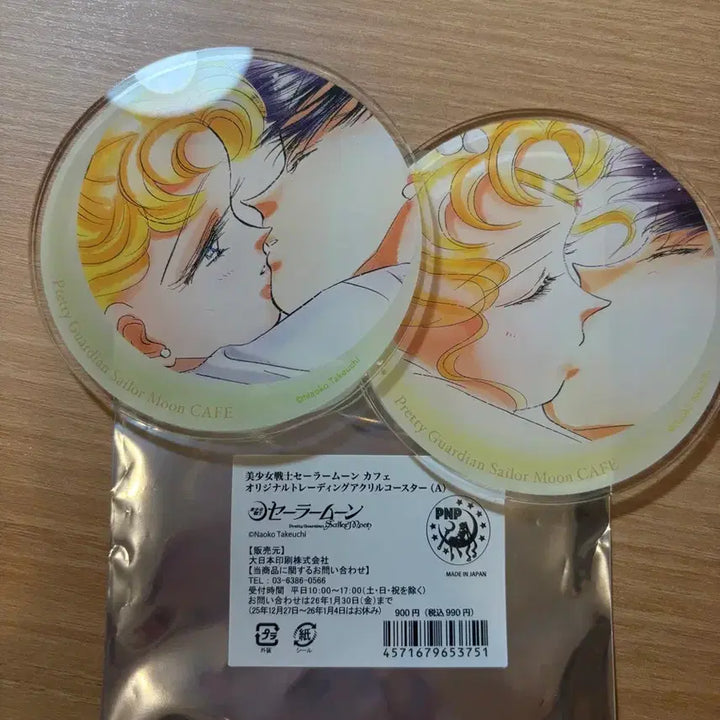 Pretty Guardian Sailor Moon CAFE
©Naoko Takeuchi
Pretty Guardian Sailor Moon CAFE
美少女戦士セーラームーン カフェ
オリジナルトレーディングアクリルコースター（A）
美少女戦士セーラームーン
Pretty Guardian Sailor Moon
©Naoko Takeuchi
PNP
MADE IN JAPAN
【販売元】
大日本印刷株式会社
【当商品に関するお問い合わせ】
TEL : 03-6386-0566
受付時間 平日10:00～17:00(土・日・祝を除く)
お問い合わせは26年1月30日(金)まで
(25年12月27日～26年1月4日はお休み)
900円（税込990円）
プラ
外装
紙
シール
4571679653751